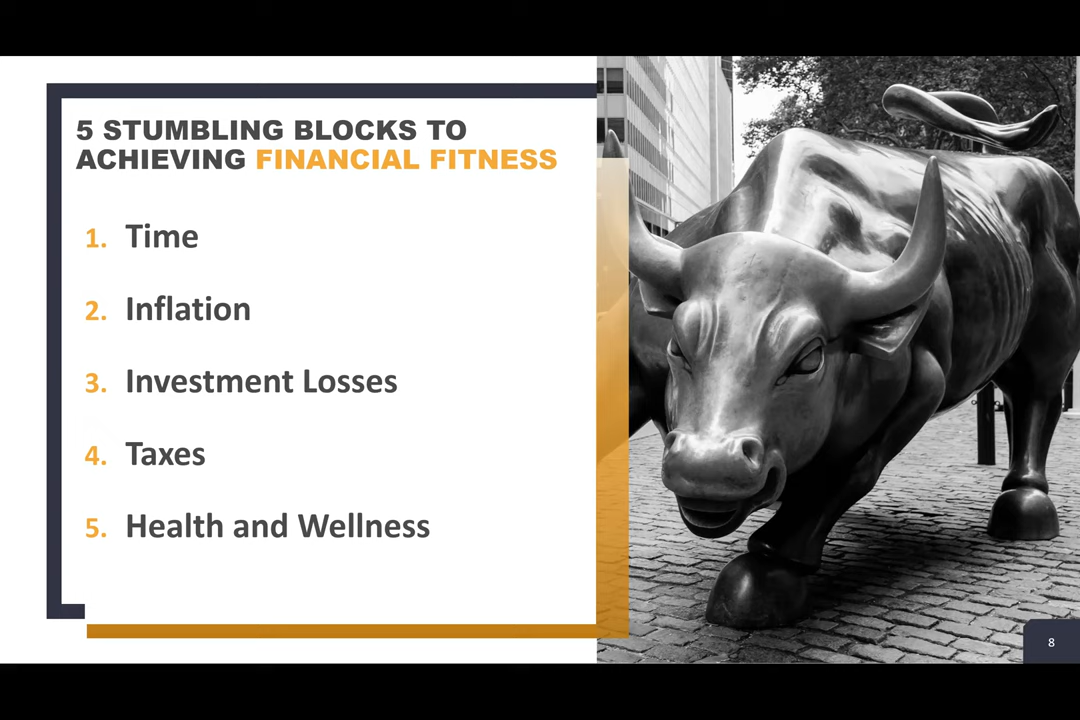 5 STUMBLING BLOCKS TO
ACHIEVING FINANCIAL FITNESS
1. Time
2. Inflation
3. Investment Losses
4. Taxes
5. Health and Wellness
8